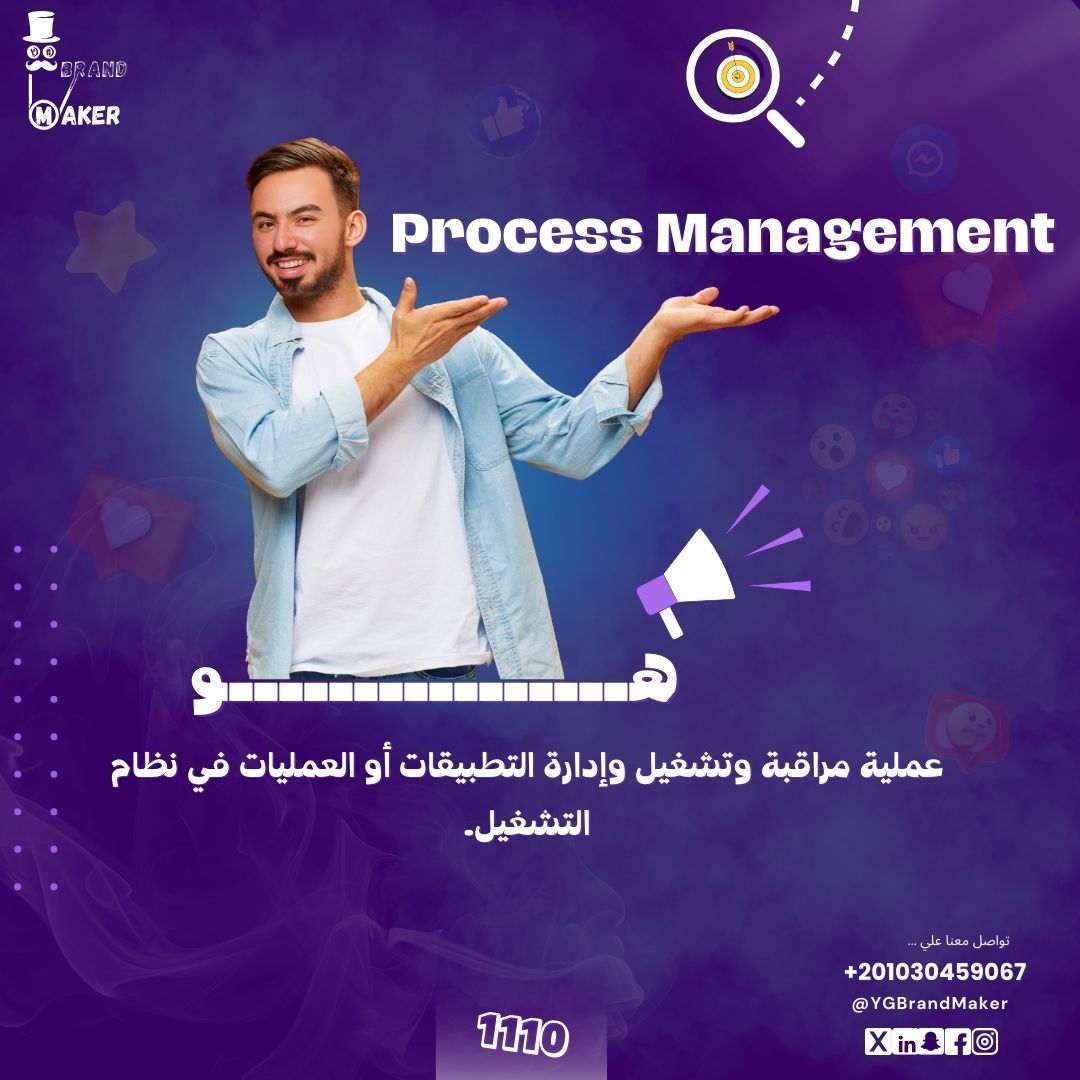 BRAND
MAKER
Process Management
هـــــــــــــــو
عملية مراقبة وتشغيل وإدارة التطبيقات أو العمليات في نظام
التشغيل.
تواصل معنا علي ...
+201030459067
@YGBrandMaker
1110